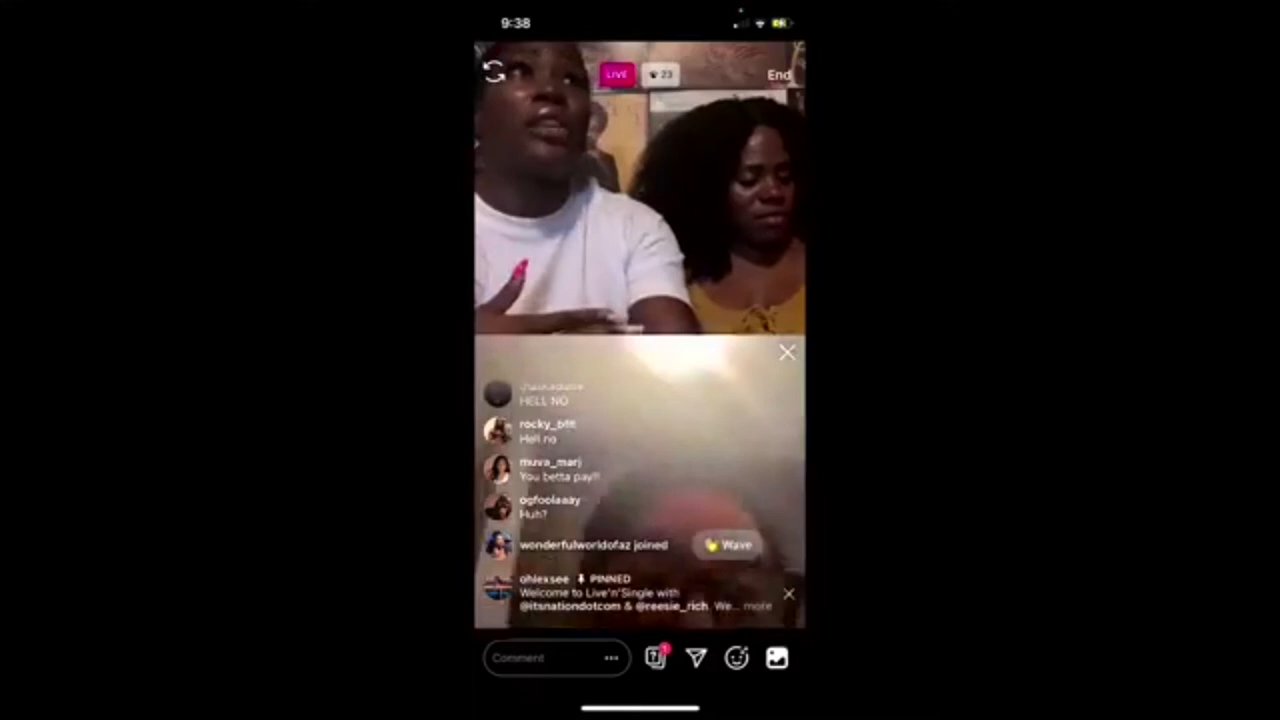 9:38
LIVE
23
End
HELL NO
rocky_bfit
Hell no
muva_marj
You betta pay!!
ogfoolaaay
Huh?
wonderfulworldofaz joined
Wave
ohlexsee PINNED
Welcome to Live'n'Single with
@itsnationdotcom & @reesie_rich. We... more
Comment